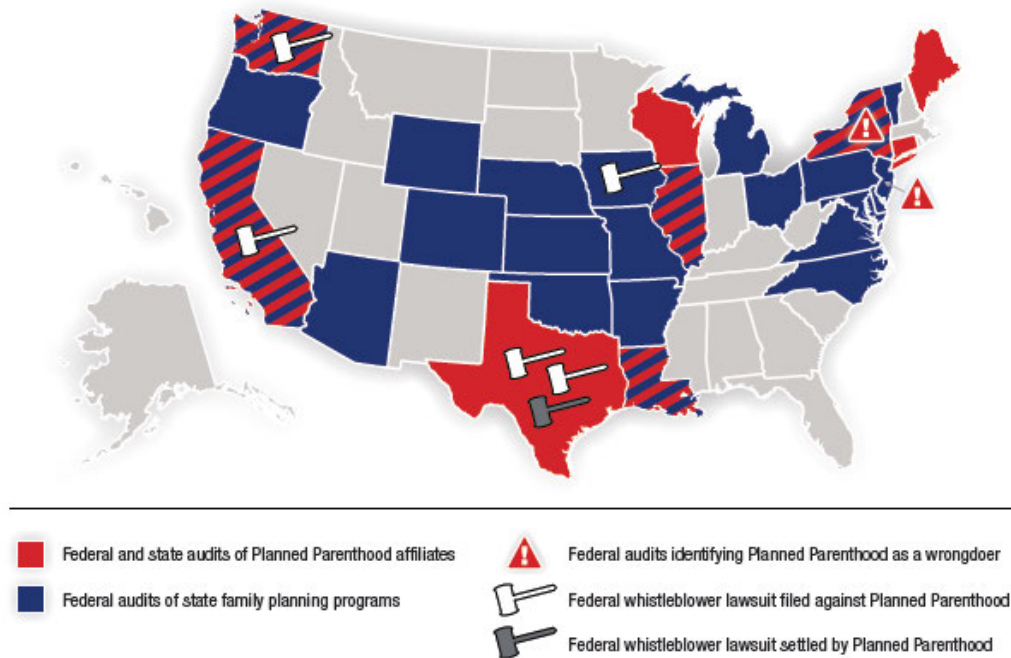 Federal and state audits of Planned Parenthood affiliates
Federal audits of state family planning programs
Federal audits identifying Planned Parenthood as a wrongdoer
Federal whistleblower lawsuit filed against Planned Parenthood
Federal whistleblower lawsuit settled by Planned Parenthood